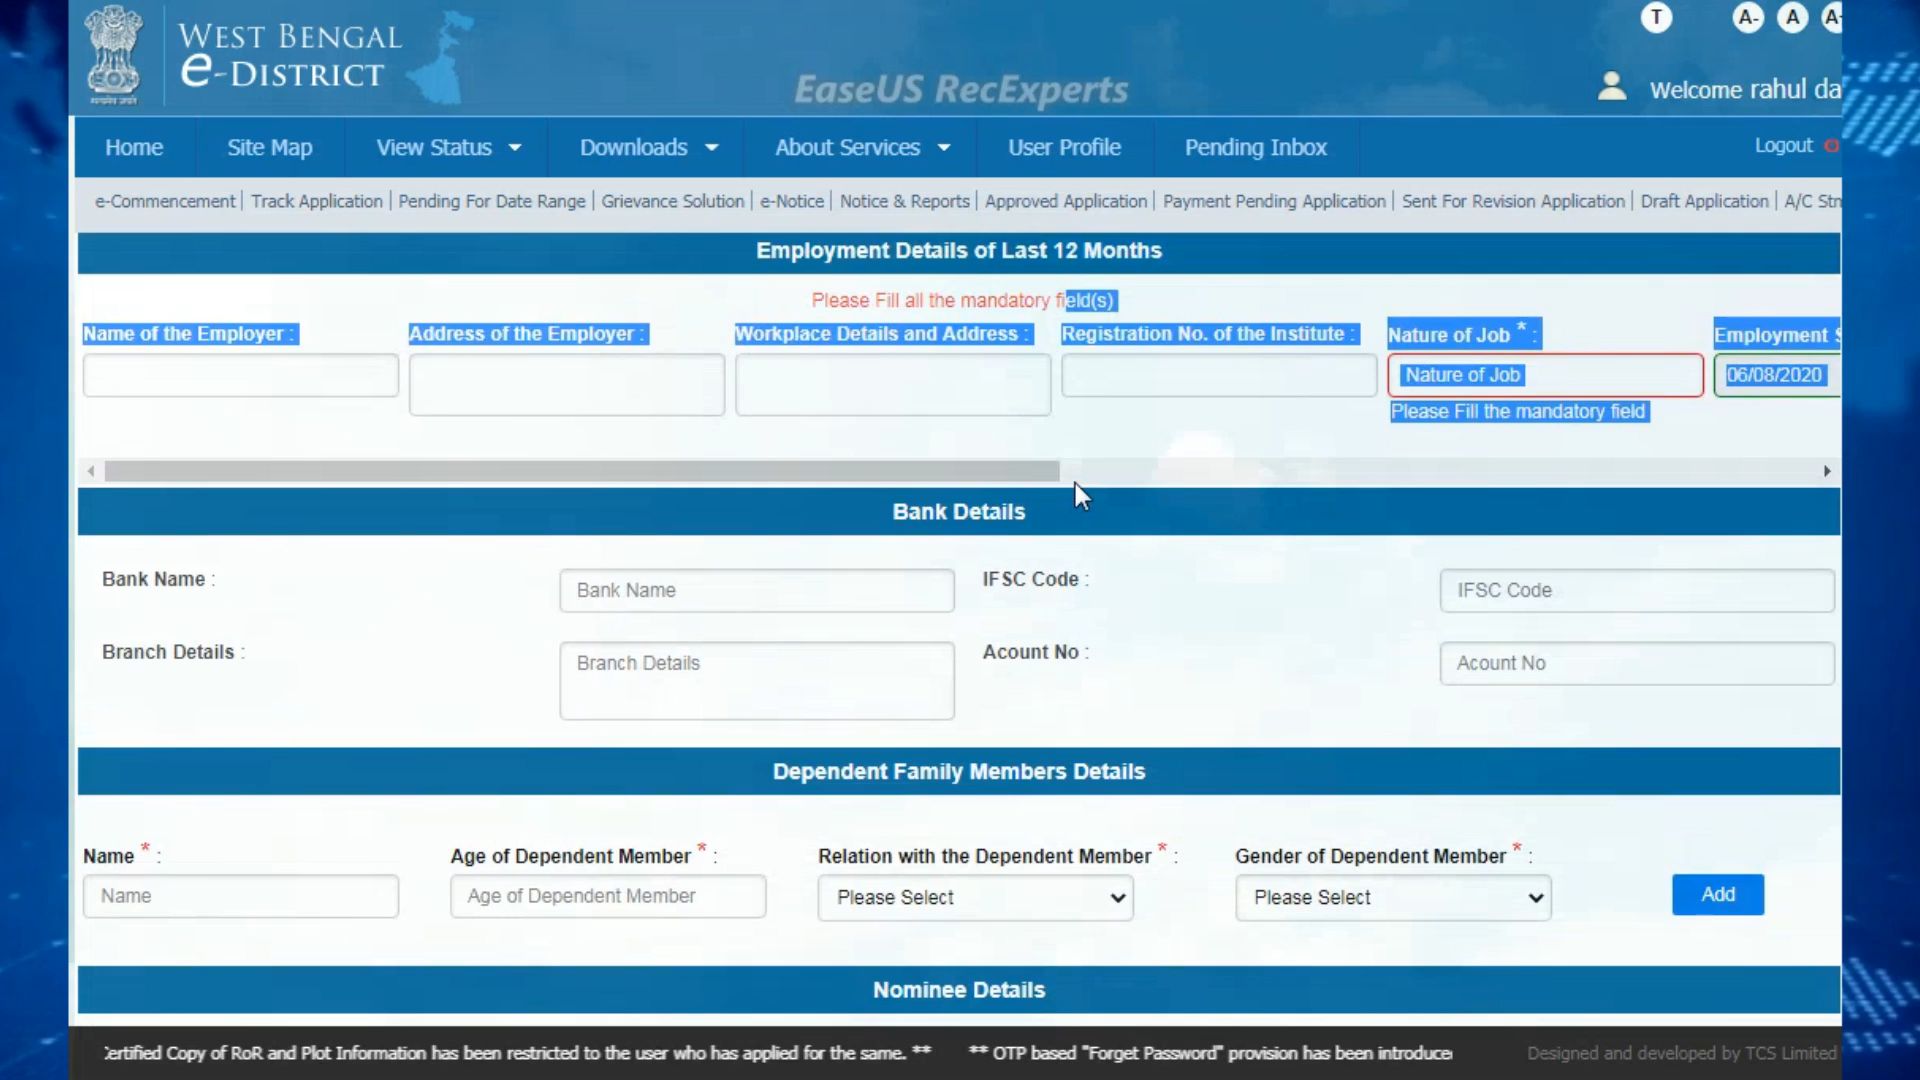 WEST BENGAL
e-DISTRICT
EaseUS RecExperts
T A- A A
Welcome rahul da
Home Site Map View Status Downloads About Services User Profile Pending Inbox Logout
e-Commencement| Track Application | Pending For Date Range | Grievance Solution | e-Notice | Notice & Reports | Approved Application | Payment Pending Application | Sent For Revision Application | Draft Application | A/C
Employment Details of Last 12 Months
Please Fill all the mandatory field(s)
Name of the Employer : Address of the Employer : Workplace Details and Address : Registration No. of the Institute : Nature of Job * : Employment
Nature of Job 06/08/2020
Please Fill the mandatory field
Bank Details
Bank Name : Bank Name IFSC Code : IFSC Code
Branch Details : Branch Details Acount No : Acount No
Dependent Family Members Details
Name * : Age of Dependent Member * : Relation with the Dependent Member * : Gender of Dependent Member * :
Name Age of Dependent Member Please Select Please Select Add
Nominee Details
Certified Copy of RoR and Plot Information has been restricted to the user who has applied for the same. ** ** OTP based "Forget Password" provision has been introduce Designed and developed by TCS Limited